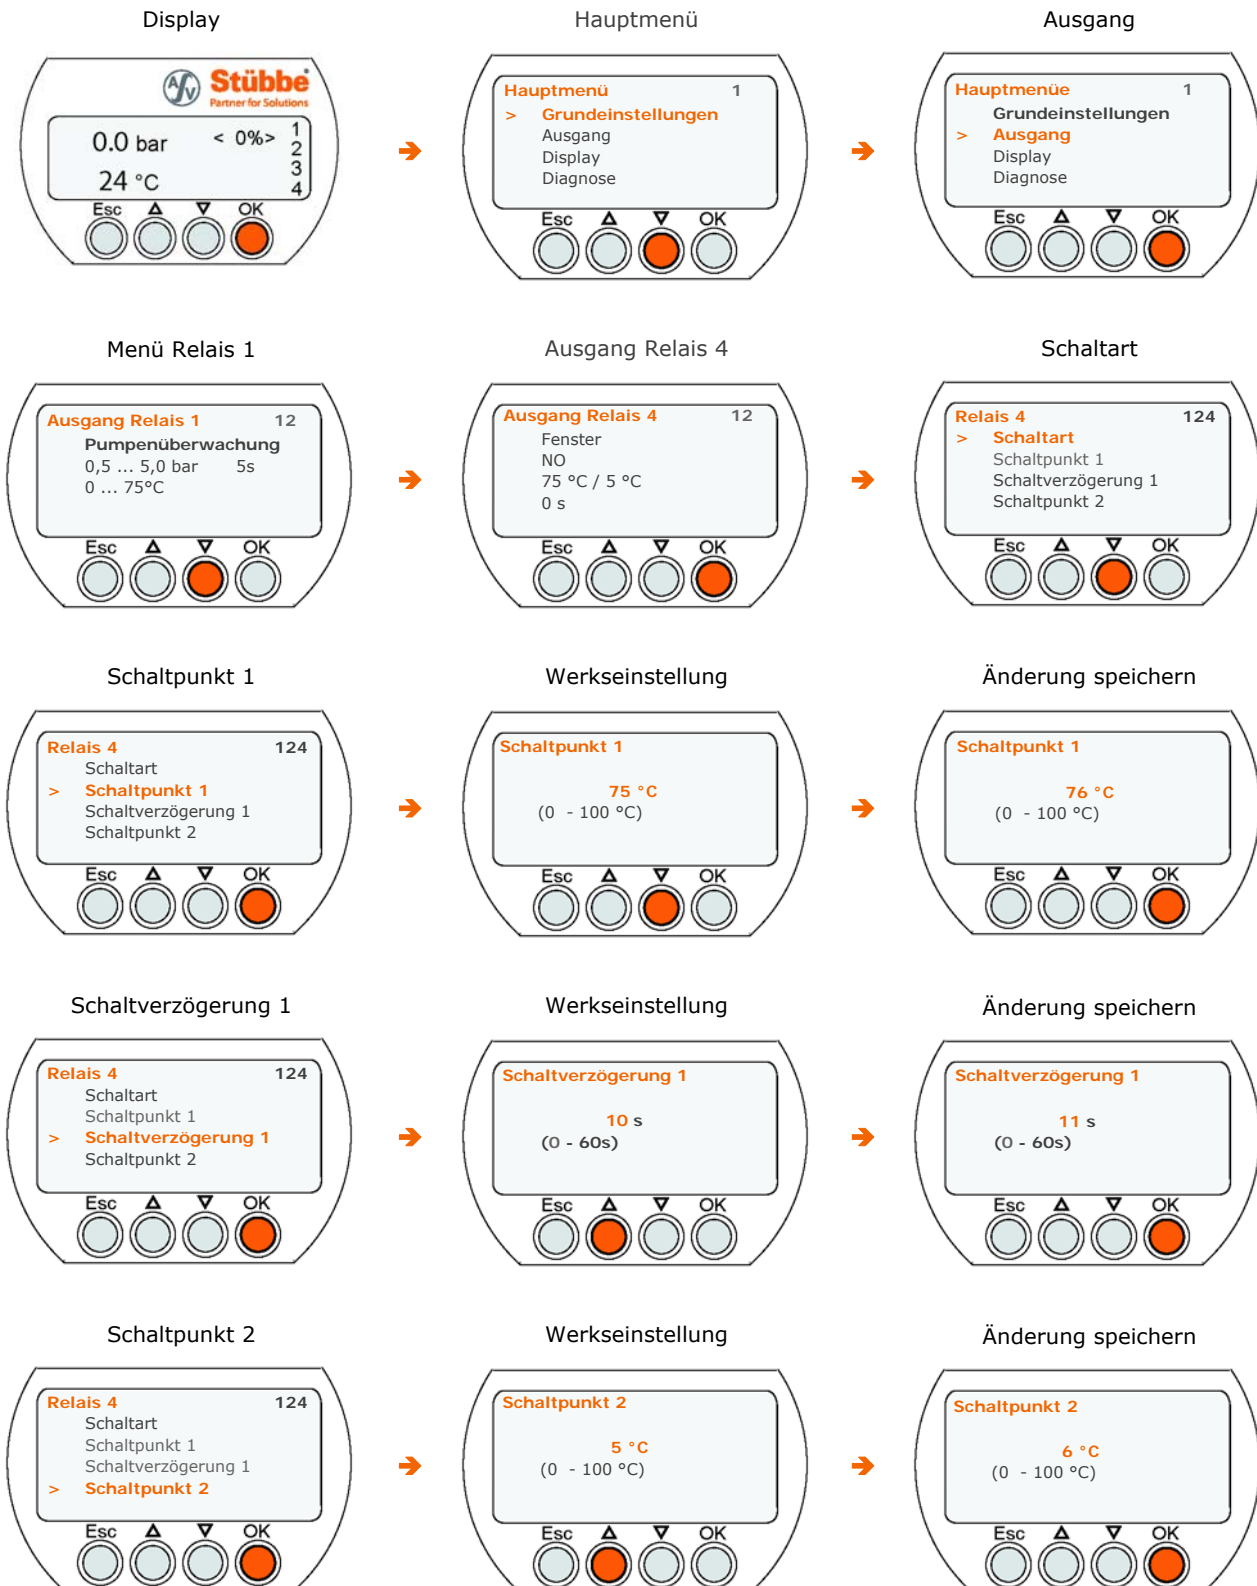 Display
Hauptmenü
Ausgang
ASV Stübbe
Partner for Solutions
0.0 bar < 0%> 1
2
3
24 °C 4
Esc OK
Hauptmenü 1
> Grundeinstellungen
Ausgang
Display
Diagnose
Esc OK
Hauptmenüe 1
Grundeinstellungen
> Ausgang
Display
Diagnose
Esc OK
Menü Relais 1
Ausgang Relais 4
Schaltart
Ausgang Relais 1 12
Pumpenüberwachung
0,5 ... 5,0 bar 5s
0 ... 75°C
Esc OK
Ausgang Relais 4 12
Fenster
NO
75 °C / 5 °C
0 s
Esc OK
Relais 4 124
> Schaltart
Schaltpunkt 1
Schaltverzögerung 1
Schaltpunkt 2
Esc OK
Schaltpunkt 1
Werkseinstellung
Änderung speichern
Relais 4 124
Schaltart
> Schaltpunkt 1
Schaltverzögerung 1
Schaltpunkt 2
Esc OK
Schaltpunkt 1
75 °C
(0 - 100 °C)
Esc OK
Schaltpunkt 1
76 °C
(0 - 100 °C)
Esc OK
Schaltverzögerung 1
Werkseinstellung
Änderung speichern
Relais 4 124
Schaltart
Schaltpunkt 1
> Schaltverzögerung 1
Schaltpunkt 2
Esc OK
Schaltverzögerung 1
10 s
(0 - 60s)
Esc OK
Schaltverzögerung 1
11 s
(0 - 60s)
Esc OK
Schaltpunkt 2
Werkseinstellung
Änderung speichern
Relais 4 124
Schaltart
Schaltpunkt 1
Schaltverzögerung 1
> Schaltpunkt 2
Esc OK
Schaltpunkt 2
5 °C
(0 - 100 °C)
Esc OK
Schaltpunkt 2
6 °C
(0 - 100 °C)
Esc OK